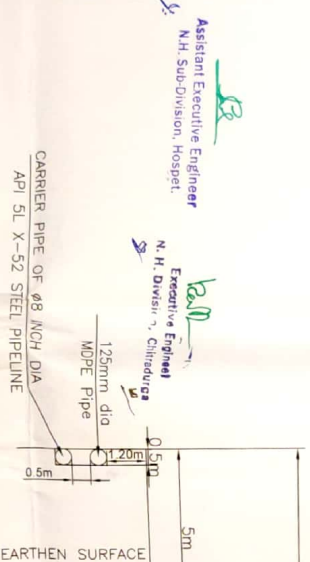 Assistant Executive Engineer
N.H. Sub-Division, Hospet.
Executive Engineer
N. H. Division, Chitradurga
CARRIER PIPE OF ø8 INCH DIA
API 5L X-52 STEEL PIPELINE
125mm dia
MDPE Pipe
0.5m
1.20m
0.5m
5m
EARTHEN SURFACE